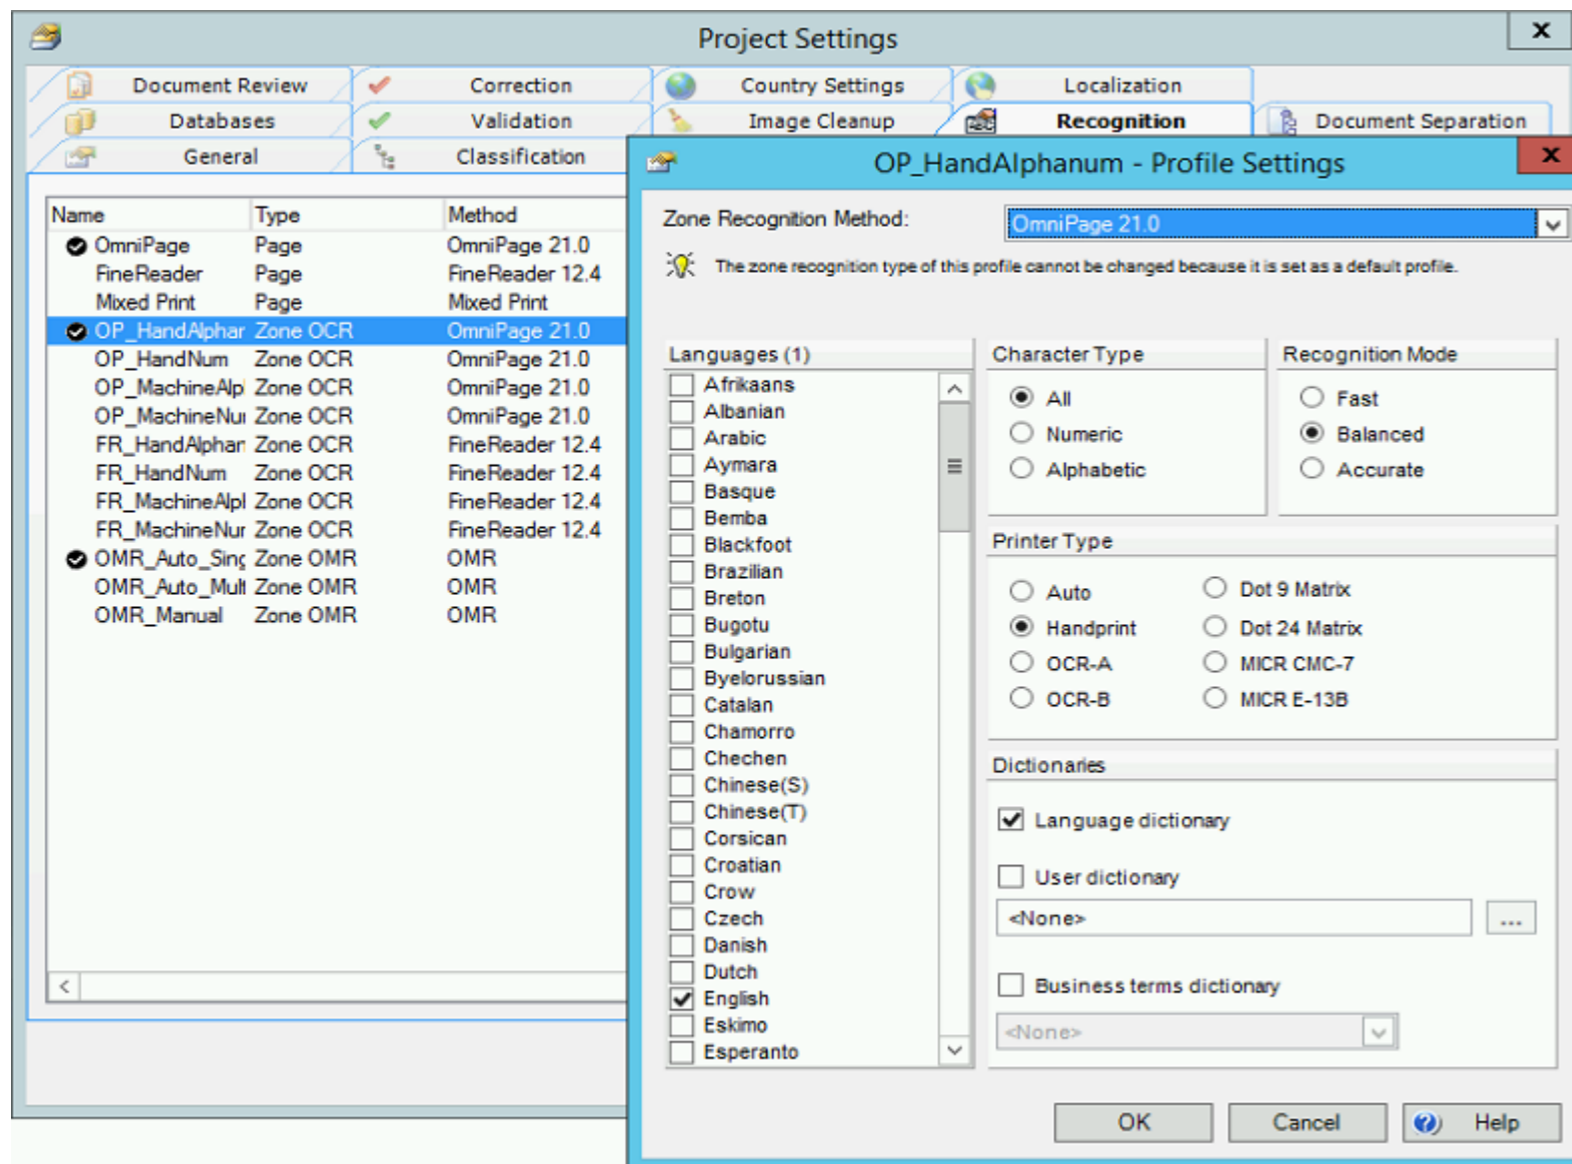 Project Settings
x
Document Review
Correction
Country Settings
Localization
Databases
Validation
Image Cleanup
Recognition
Document Separation
General
Classification
Name Type Method
OmniPage Page OmniPage 21.0
FineReader Page FineReader 12.4
Mixed Print Page Mixed Print
OP_HandAlphar Zone OCR OmniPage 21.0
OP_HandNum Zone OCR OmniPage 21.0
OP_MachineAlpl Zone OCR OmniPage 21.0
OP_MachineNur Zone OCR OmniPage 21.0
FR_HandAlphan Zone OCR FineReader 12.4
FR_HandNum Zone OCR FineReader 12.4
FR_MachineAlpl Zone OCR FineReader 12.4
FR_MachineNur Zone OCR FineReader 12.4
OMR_Auto_Sing Zone OMR OMR
OMR_Auto_Mult Zone OMR OMR
OMR_Manual Zone OMR OMR
OP_HandAlphanum - Profile Settings
x
Zone Recognition Method: OmniPage 21.0
The zone recognition type of this profile cannot be changed because it is set as a default profile.
Languages (1)
Afrikaans
Albanian
Arabic
Aymara
Basque
Bemba
Blackfoot
Brazilian
Breton
Bugotu
Bulgarian
Byelorussian
Catalan
Chamorro
Chechen
Chinese(S)
Chinese(T)
Corsican
Croatian
Crow
Czech
Danish
Dutch
English
Eskimo
Esperanto
Character Type
All
Numeric
Alphabetic
Recognition Mode
Fast
Balanced
Accurate
Printer Type
Auto
Handprint
OCR-A
OCR-B
Dot 9 Matrix
Dot 24 Matrix
MICR CMC-7
MICR E-13B
Dictionaries
Language dictionary
User dictionary
<None>
...
Business terms dictionary
<None>
OK
Cancel
Help